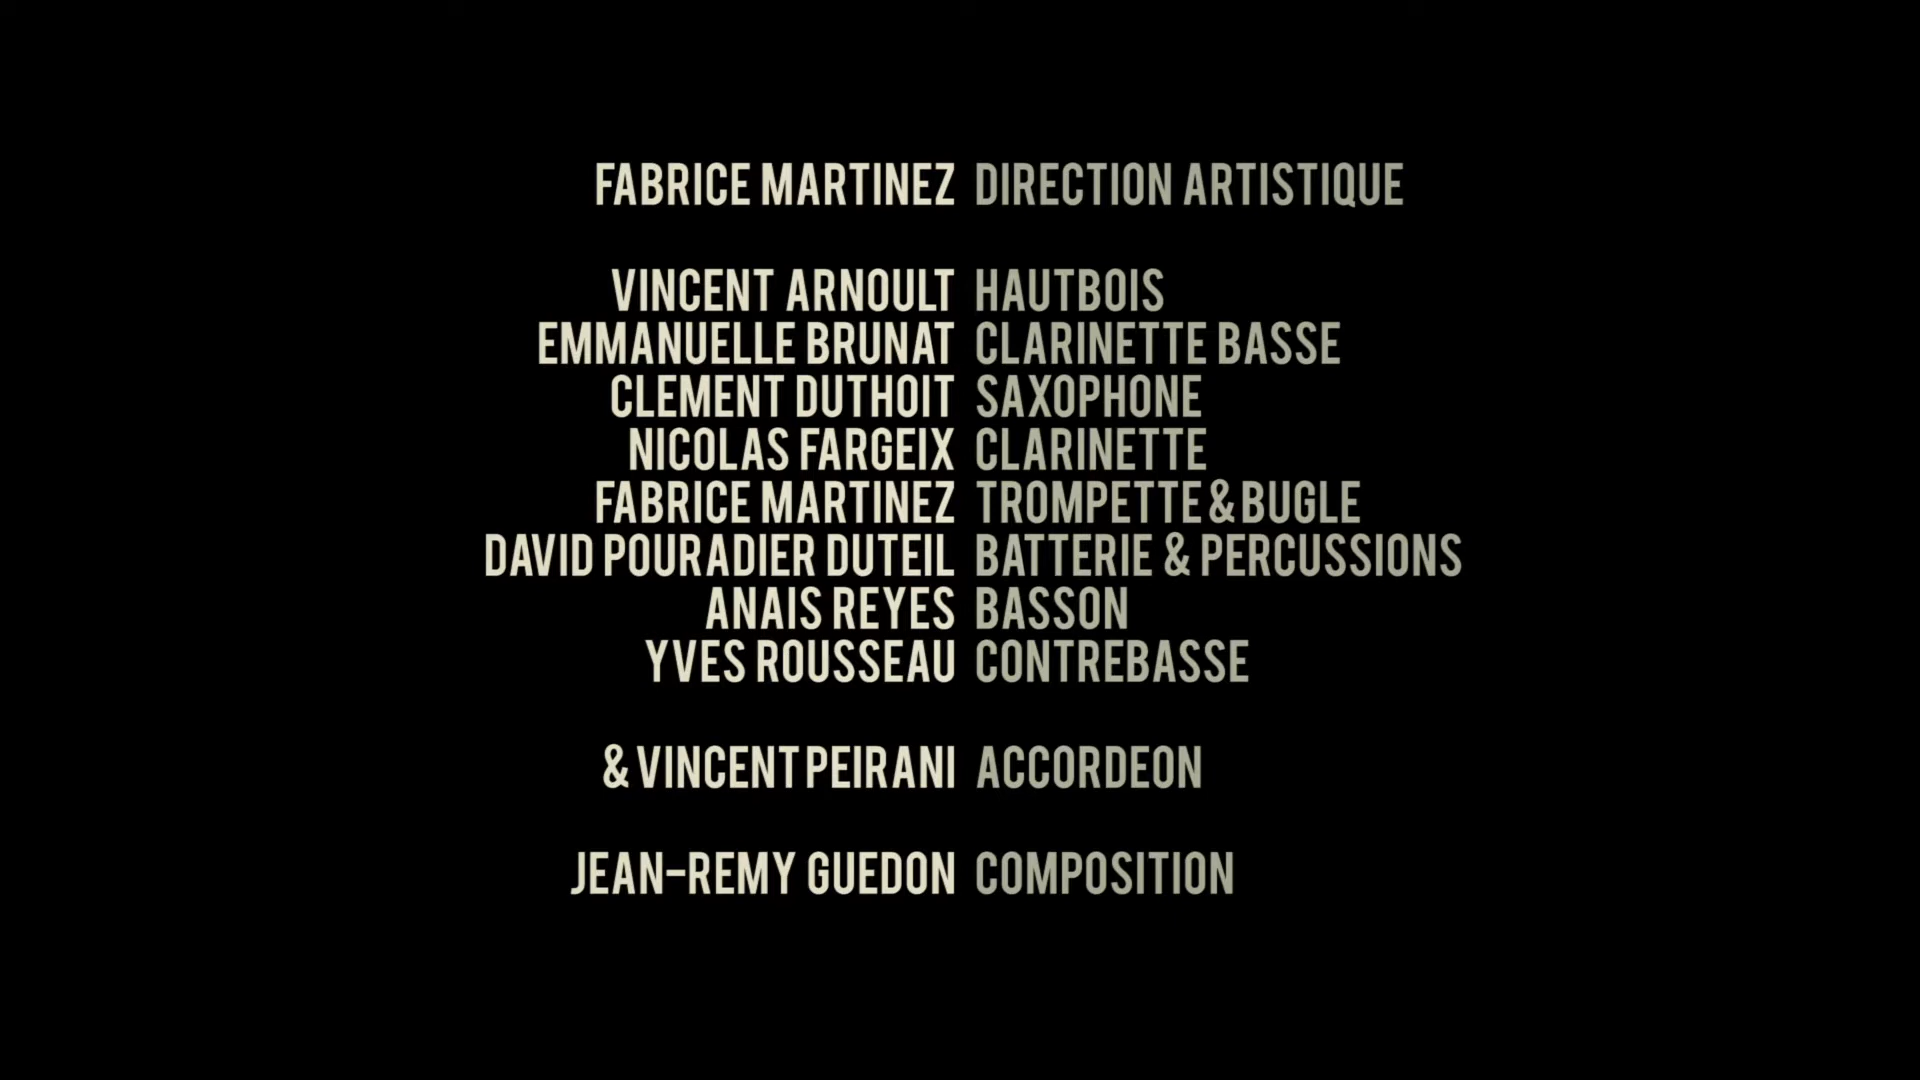 FABRICE MARTINEZ DIRECTION ARTISTIQUE
VINCENT ARNOULT HAUTBOIS
EMMANUELLE BRUNAT CLARINETTE BASSE
CLEMENT DUTHOIT SAXOPHONE
NICOLAS FARGEIX CLARINETTE
FABRICE MARTINEZ TROMPETTE & BUGLE
DAVID POURADIER DUTEIL BATTERIE & PERCUSSIONS
ANAIS REYES BASSON
YVES ROUSSEAU CONTREBASSE
& VINCENT PEIRANI ACCORDEON
JEAN-REMY GUEDON COMPOSITION